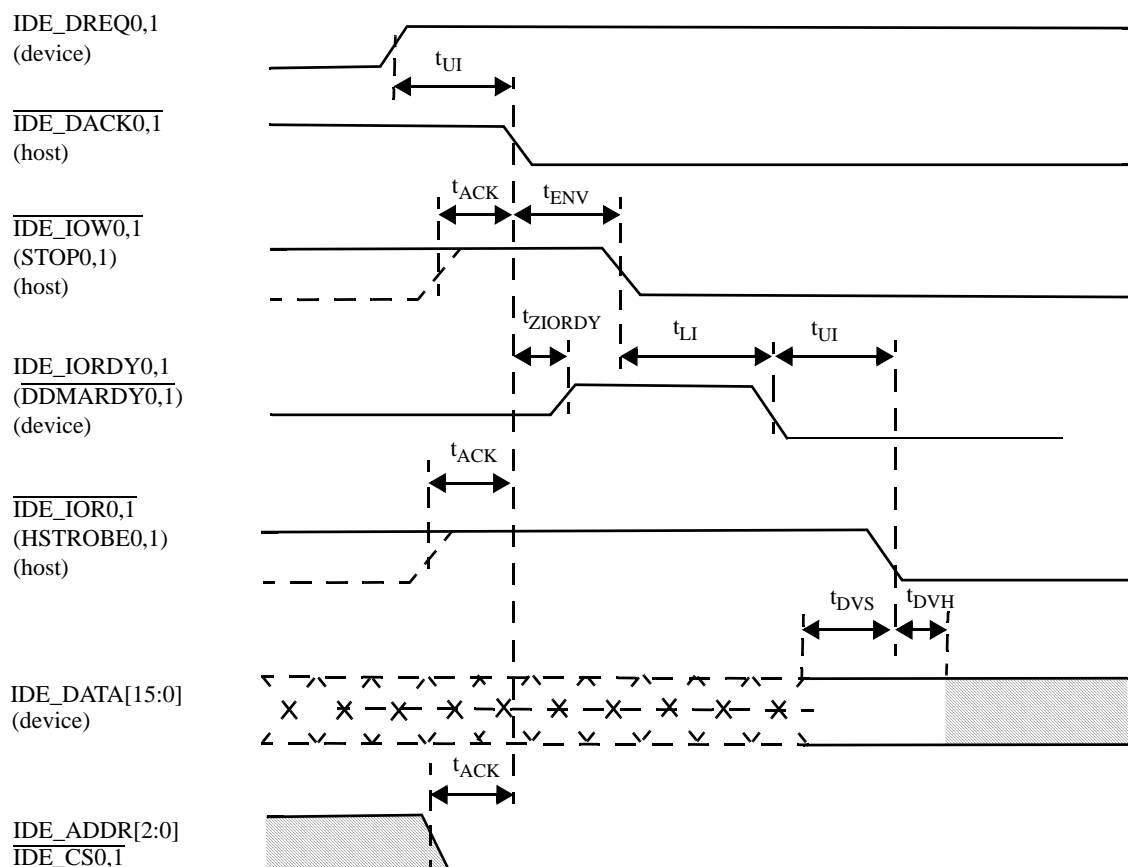 IDE_DREQ0,1
(device)
tUI
IDE_DACK0,1
(host)
tACK
tENV
IDE_IOW0,1
(STOP0,1)
(host)
tZIORDY
tLI
tUI
IDE_IORDY0,1
(DDMARDY0,1)
(device)
tACK
IDE_IOR0,1
(HSTROBE0,1)
(host)
tDVS
tDVH
IDE_DATA[15:0]
(device)
tACK
IDE_ADDR[2:0]
IDE_CS0,1